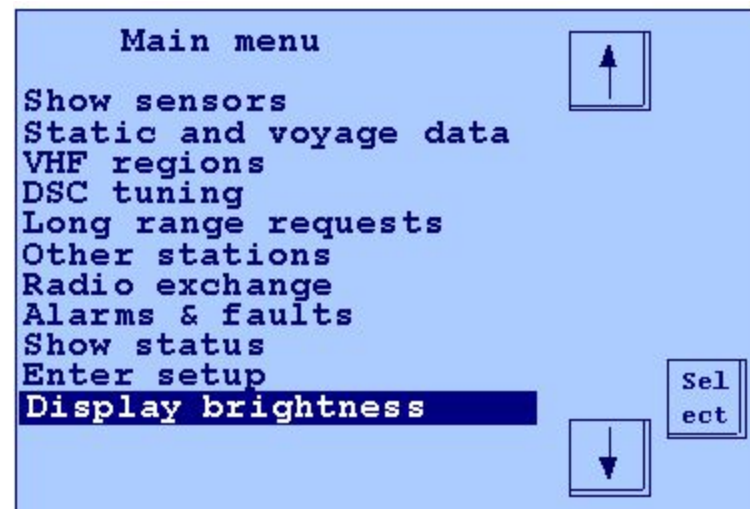 Main menu
Show sensors
Static and voyage data
VHF regions
DSC tuning
Long range requests
Other stations
Radio exchange
Alarms & faults
Show status
Enter setup
Display brightness
Sel
ect